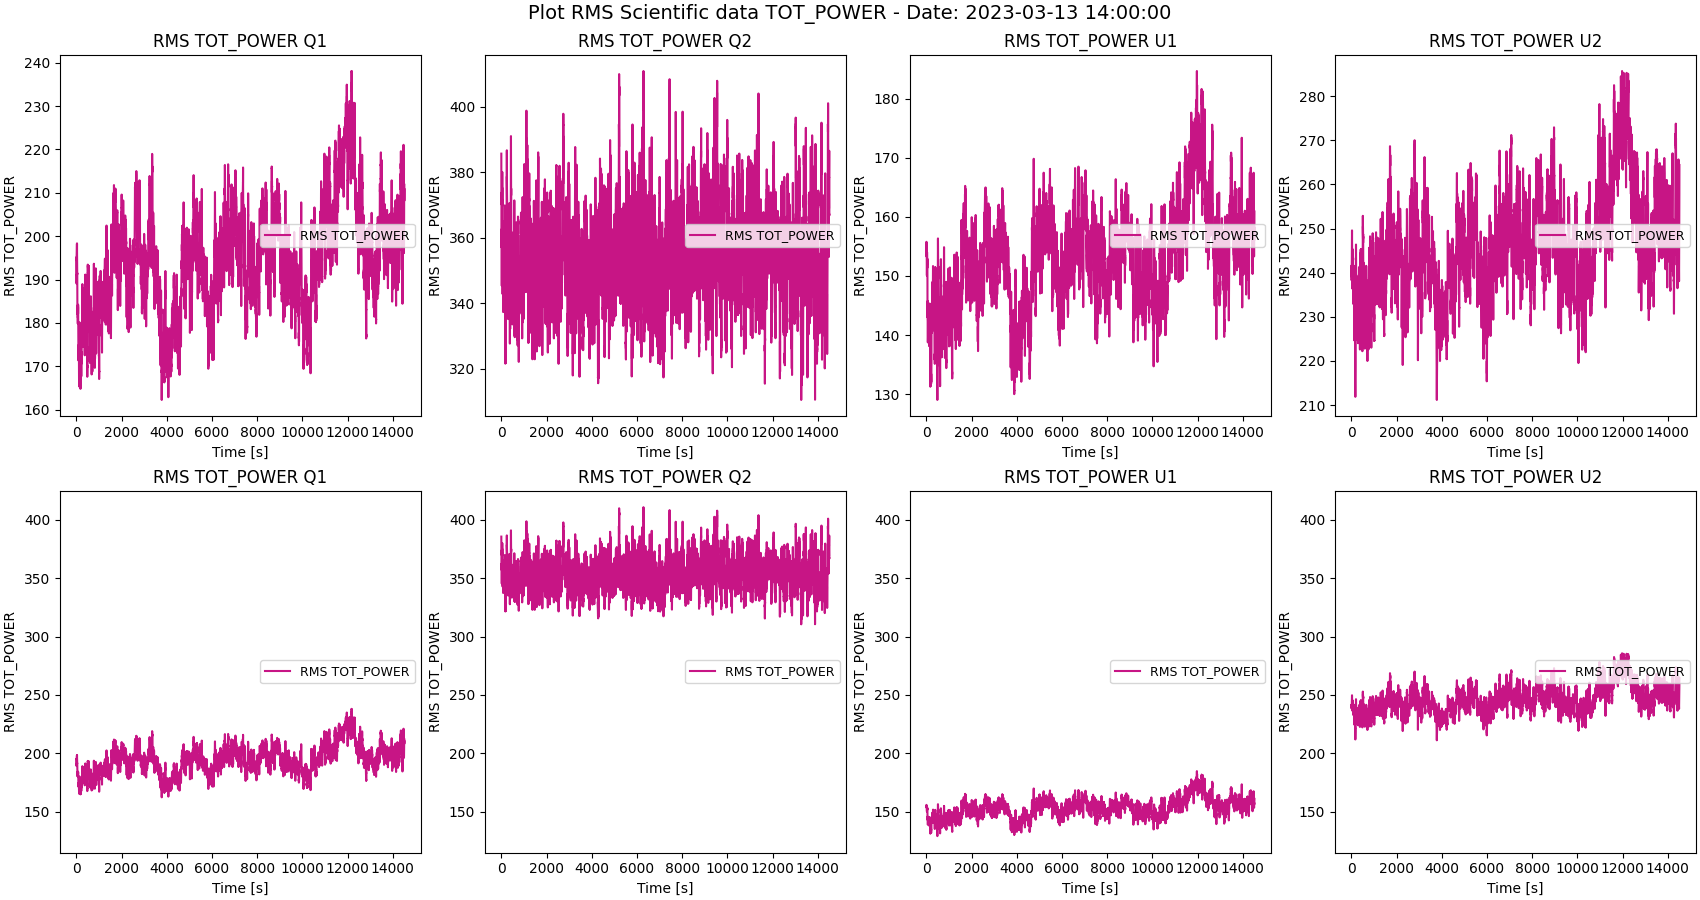 Plot RMS Scientific data TOT_POWER - Date: 2023-03-13 14:00:00
RMS TOT_POWER Q1
RMS TOT_POWER
240
230
220
210
200
190
180
170
160
0 2000 4000 6000 8000 10000 12000 14000
Time [s]
RMS TOT_POWER
RMS TOT_POWER Q2
RMS TOT_POWER
400
380
360
340
320
0 2000 4000 6000 8000 10000 12000 14000
Time [s]
RMS TOT_POWER
RMS TOT_POWER U1
RMS TOT_POWER
180
170
160
150
140
130
0 2000 4000 6000 8000 10000 12000 14000
Time [s]
RMS TOT_POWER
RMS TOT_POWER U2
RMS TOT_POWER
280
270
260
250
240
230
220
210
0 2000 4000 6000 8000 10000 12000 14000
Time [s]
RMS TOT_POWER
RMS TOT_POWER Q1
RMS TOT_POWER
400
350
300
250
200
150
0 2000 4000 6000 8000 10000 12000 14000
Time [s]
RMS TOT_POWER
RMS TOT_POWER Q2
RMS TOT_POWER
400
350
300
250
200
150
0 2000 4000 6000 8000 10000 12000 14000
Time [s]
RMS TOT_POWER
RMS TOT_POWER U1
RMS TOT_POWER
400
350
300
250
200
150
0 2000 4000 6000 8000 10000 12000 14000
Time [s]
RMS TOT_POWER
RMS TOT_POWER U2
RMS TOT_POWER
400
350
300
250
200
150
0 2000 4000 6000 8000 10000 12000 14000
Time [s]
RMS TOT_POWER